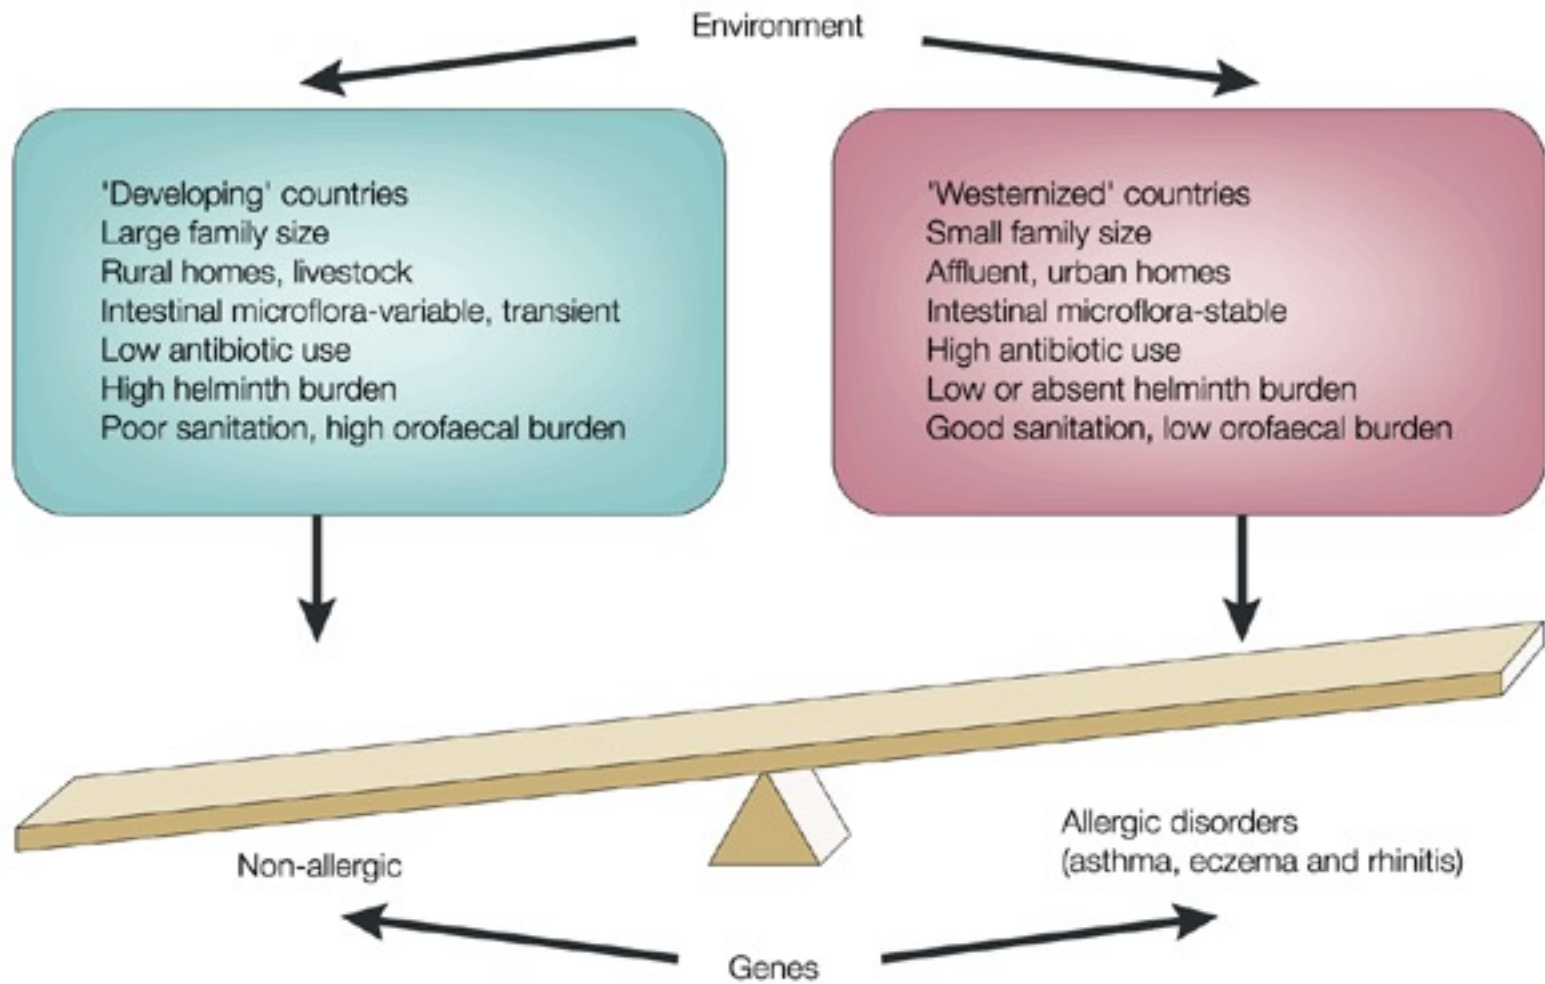 Environment
'Developing' countries
Large family size
Rural homes, livestock
Intestinal microflora-variable, transient
Low antibiotic use
High helminth burden
Poor sanitation, high orofaecal burden
'Westernized' countries
Small family size
Affluent, urban homes
Intestinal microflora-stable
High antibiotic use
Low or absent helminth burden
Good sanitation, low orofaecal burden
Non-allergic
Allergic disorders
(asthma, eczema and rhinitis)
Genes